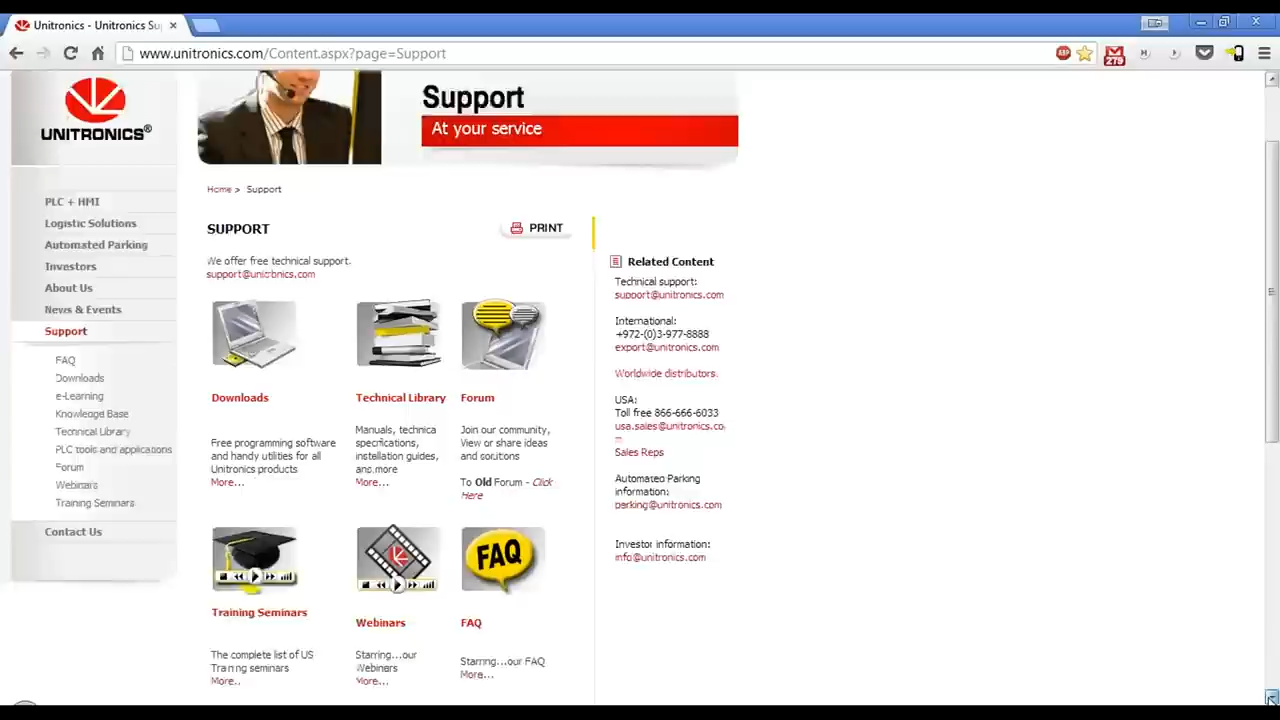 Unitronics - Unitronics Su
www.unitronics.com/Content.aspx?page=Support
ABP
275
UNITRONICS®
Support
At your service
Home > Support
PLC + HMI
Logistic Solutions
Automated Parking
Investors
About Us
News & Events
Support
FAQ
Downloads
e-Learning
Knowledge Base
Technical Library
PLC tools and applications
Forum
Webinars
Training Seminars
Contact Us
SUPPORT
PRINT
We offer free technical support.
support@unitronics.com
Downloads
Free programming software
and handy utilities for all
Unitronics products
More...
Technical Library
Manuals, technica
specifications,
installation guides,
and more
More...
Forum
Join our community,
View or share ideas
and solutions
To Old Forum - Click
Here
FAQ
Training Seminars
The complete list of US
Training seminars
More..
Webinars
Starring...our
Webinars
More...
FAQ
Starring...our FAQ
More...
Related Content
Technical support:
support@unitronics.com
International:
+972-(0)3-977-8888
export@unitronics.com
Worldwide distributors.
USA:
Toll free 866-666-6033
usa.sales@unitronics.co
m
Sales Reps
Automated Parking
information:
parking@unitronics.com
Investor information:
info@unitronics.com